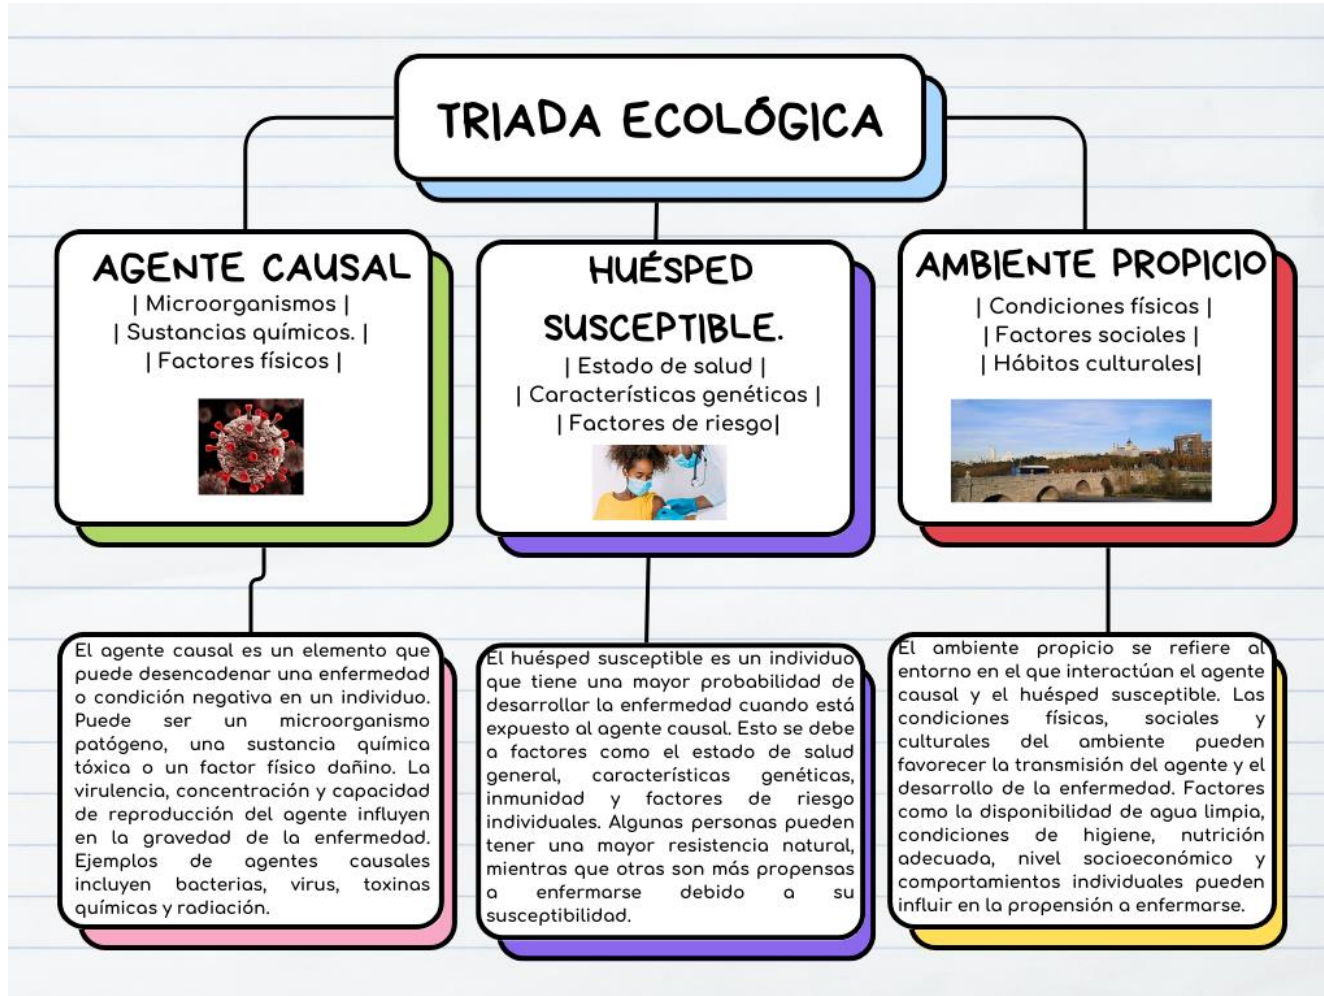 TRIADA ECOLÓGICA
AGENTE CAUSAL
| Microorganismos |
| Sustancias químicos. |
| Factores físicos |
HUÉSPED
SUSCEPTIBLE.
| Estado de salud |
| Características genéticas |
| Factores de riesgo|
AMBIENTE PROPICIO
| Condiciones físicas |
| Factores sociales |
| Hábitos culturales|
El agente causal es un elemento que
puede desencadenar una enfermedad
o condición negativa en un individuo.
Puede ser un microorganismo
patógeno, una sustancia química
tóxica o un factor físico dañino. La
virulencia, concentración y capacidad
de reproducción del agente influyen
en la gravedad de la enfermedad.
Ejemplos de agentes causales
incluyen bacterias, virus, toxinas
químicas y radiación.
El huésped susceptible es un individuo
que tiene una mayor probabilidad de
desarrollar la enfermedad cuando está
expuesto al agente causal. Esto se debe
a factores como el estado de salud
general, características genéticas,
inmunidad y factores de riesgo
individuales. Algunas personas pueden
tener una mayor resistencia natural,
mientras que otras son más propensas
a enfermarse debido a su
susceptibilidad.
El ambiente propicio se refiere al
entorno en el que interactúan el agente
causal y el huésped susceptible. Las
condiciones físicas, sociales y
culturales del ambiente pueden
favorecer la transmisión del agente y el
desarrollo de la enfermedad. Factores
como la disponibilidad de agua limpia,
condiciones de higiene, nutrición
adecuada, nivel socioeconómico y
comportamientos individuales pueden
influir en la propensión a enfermarse.